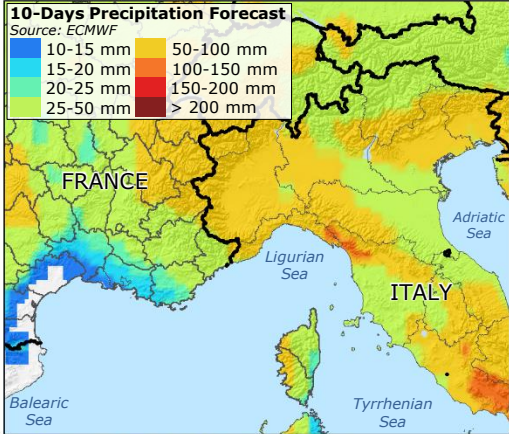 10-Days Precipitation Forecast
Source: ECMWF
10-15 mm
50-100 mm
15-20 mm
100-150 mm
20-25 mm
150-200 mm
25-50 mm
> 200 mm
FRANCE
Adriatic
Sea
Ligurian
Sea
ITALY
Balearic
Sea
Tyrrhenian
Sea